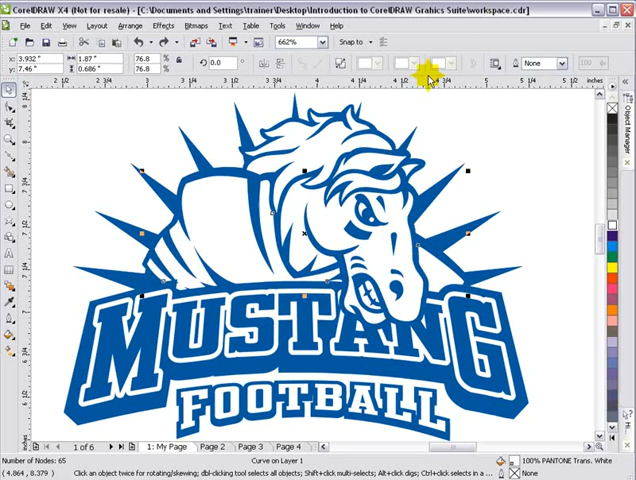 CorelDRAW X4 (Not for resale) - [C:\Documents and Settings\trainer\Desktop\Introduction to CorelDRAW Grahics Suite\workspace.cdr]
File Edit View Layout Arrange Effects Bitmaps Text Table Tools Window Help
662% Snap to
x: 3.932 " 1.87 " 76.8 0.0 None 100
y: 7.46 " 0.686 " 76.8
inches
Object Manager
MUSTANG
FOOTBALL
1 of 6 1: My Page Page 2 Page 3 Page 4
Number of Nodes: 65 Curve on Layer 1 100% PANTONE Trans. White
( 4.864 , 8.379 ) Click an object twice for rotating/skewing; dbl-clicking tool selects all objects; Shift+click multi-selects; Alt+click digs; Ctrl+click selects in a ... None